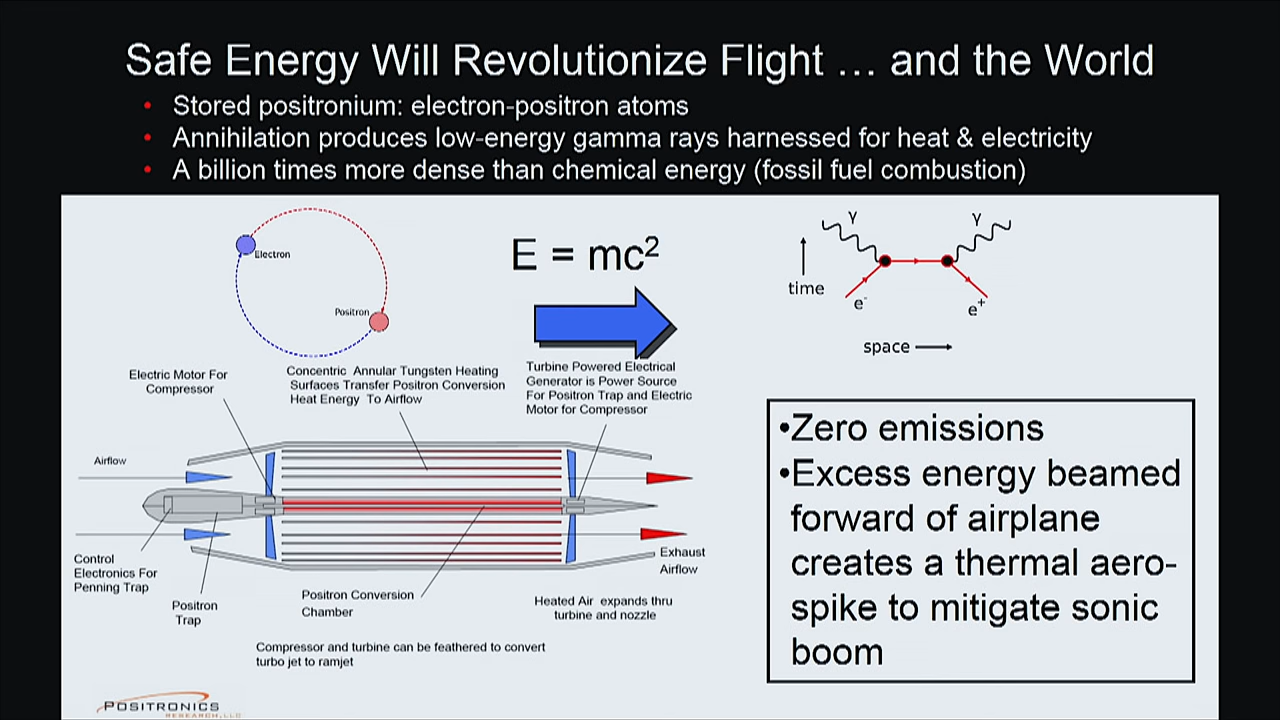 Safe Energy Will Revolutionize Flight … and the World
• Stored positronium: electron-positron atoms
• Annihilation produces low-energy gamma rays harnessed for heat & electricity
• A billion times more dense than chemical energy (fossil fuel combustion)
Electron
Positron
E = mc²
γ
γ
time
e⁻
e⁺
space
Electric Motor For
Compressor
Concentric Annular Tungsten Heating
Surfaces Transfer Positron Conversion
Heat Energy To Airflow
Turbine Powered Electrical
Generator is Power Source
For Positron Trap and Electric
Motor for Compressor
Airflow
Control
Electronics For
Penning Trap
Positron
Trap
Positron Conversion
Chamber
Heated Air expands thru
turbine and nozzle
Exhaust
Airflow
Compressor and turbine can be feathered to convert
turbo jet to ramjet
•Zero emissions
•Excess energy beamed
forward of airplane
creates a thermal aero-
spike to mitigate sonic
boom
POSITRONICS
RESEARCH, LLC